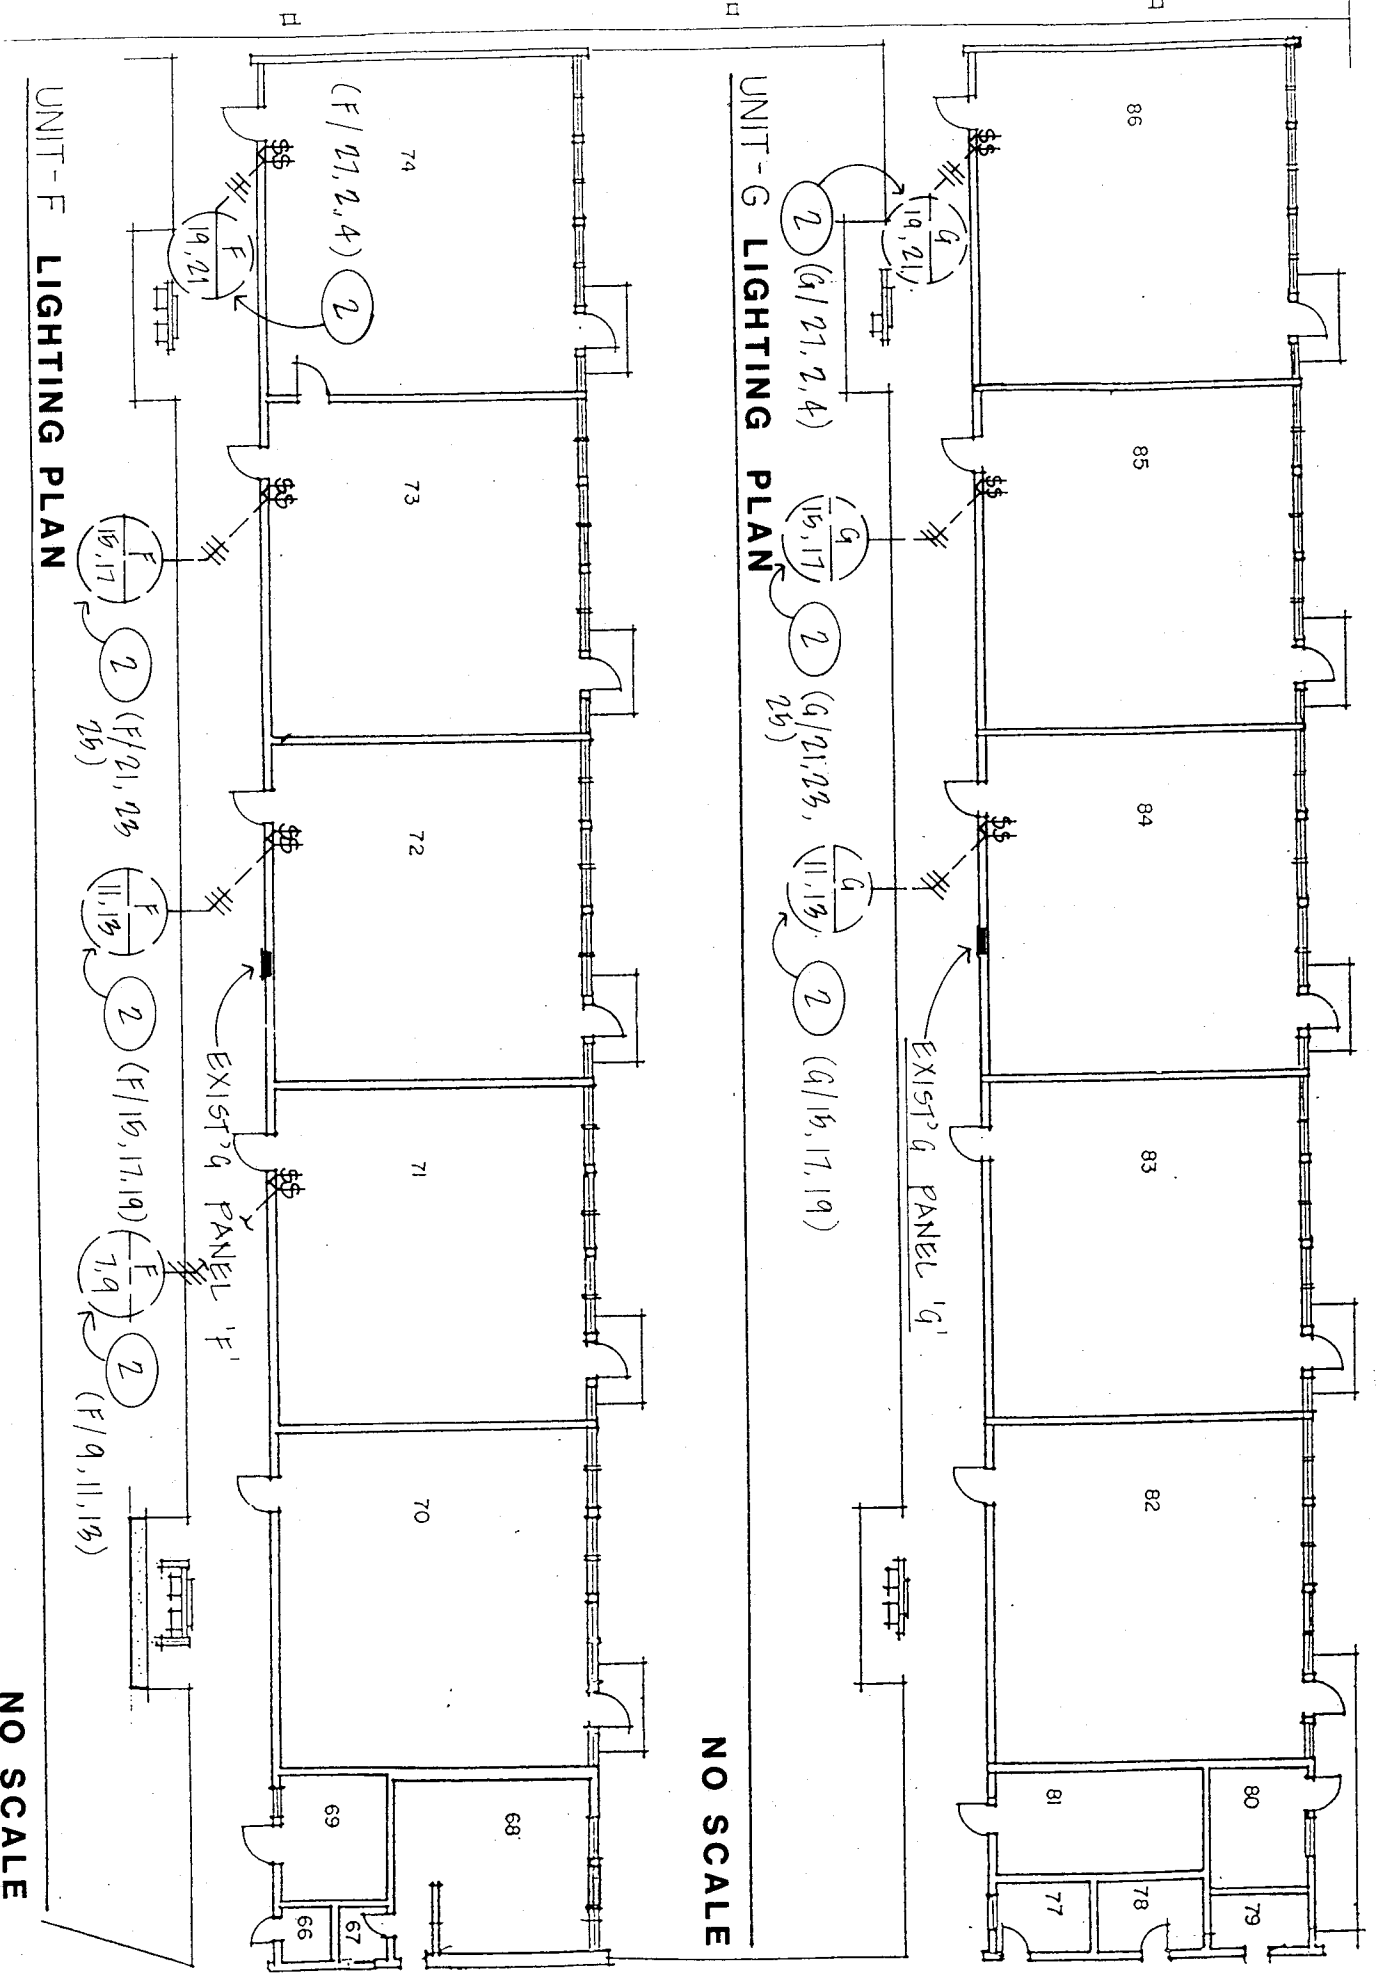 86
85
84
83
82
81
80
79
78
77
$$
$$
$$
G
19,21
2
(G/27,2,4)
G
15,17
2
(G/21,23,
25)
G
11,13
2
(G/15,17,19)
EXIST'G PANEL 'G'
UNIT-G LIGHTING PLAN
NO SCALE
74
73
72
71
70
69
68
67
66
$$
$$
$$
$$
(F/27,2,4)
2
F
19,21
F
15,17
2
(F/21,23
25)
F
11,13
2
(F/15,17,19)
F
7,9
2
(F/9,11,13)
EXIST'G PANEL 'F'
UNIT-F LIGHTING PLAN
NO SCALE